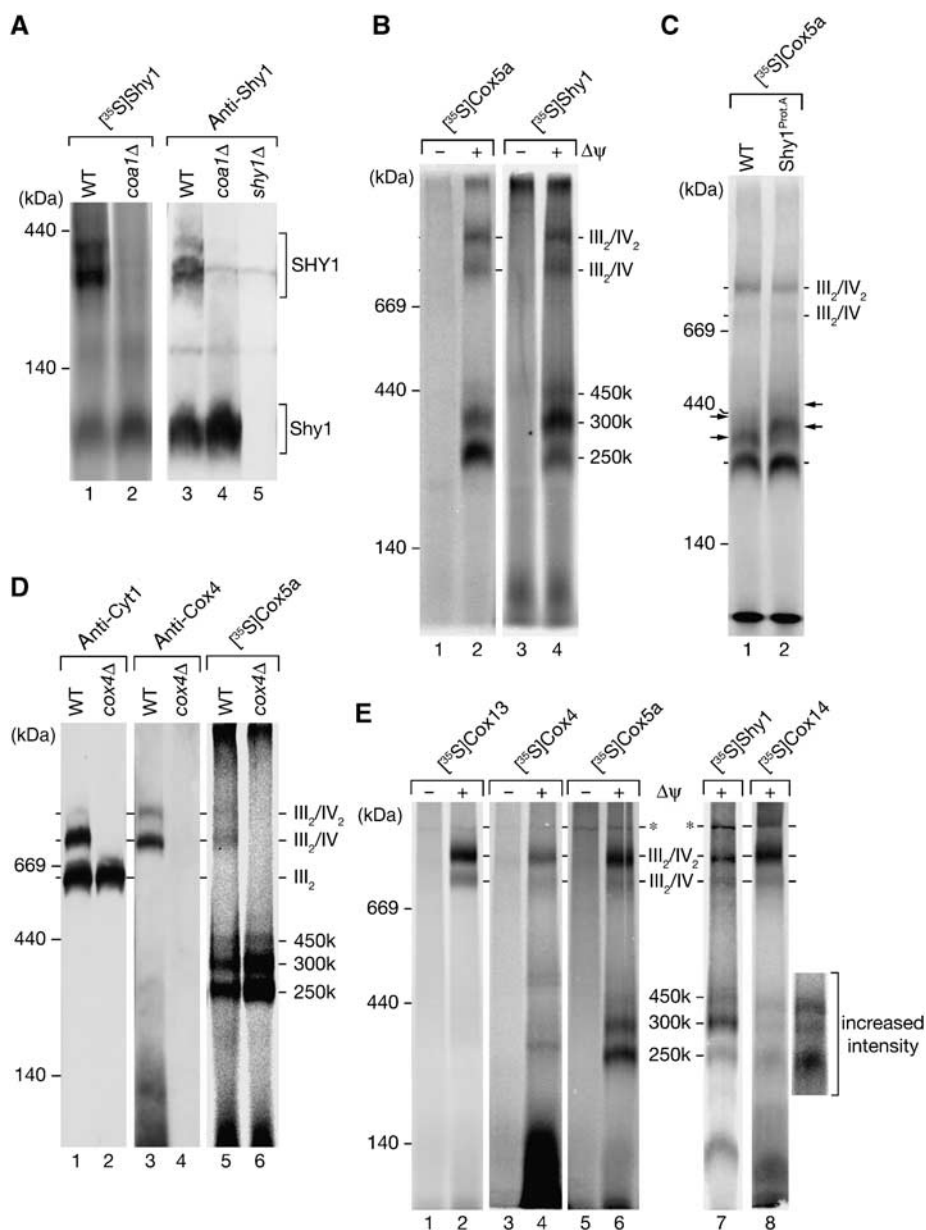 A
[³⁵S]Shy1
Anti-Shy1
WT
coa1Δ
WT
coa1Δ
shy1Δ
(kDa)
440
SHY1
140
Shy1
1 2 3 4 5
B
[³⁵S]Cox5a
[³⁵S]Shy1
– + – + Δψ
(kDa)
III₂/IV₂
III₂/IV
669
440
450k
300k
250k
140
1 2 3 4
C
[³⁵S]Cox5a
WT
Shy1ᴾʳᵒᵗ·ᴬ
(kDa)
III₂/IV₂
III₂/IV
669
440
140
1 2
D
Anti-Cyt1
Anti-Cox4
[³⁵S]Cox5a
WT
cox4Δ
WT
cox4Δ
WT
cox4Δ
(kDa)
III₂/IV₂
III₂/IV
669
III₂
440
450k
300k
250k
140
1 2 3 4 5 6
E
[³⁵S]Cox13
[³⁵S]Cox4
[³⁵S]Cox5a
[³⁵S]Shy1
[³⁵S]Cox14
– + – + – + Δψ + +
(kDa)
* *
III₂/IV₂
III₂/IV
669
440
450k
300k
250k
increased
intensity
140
1 2 3 4 5 6 7 8